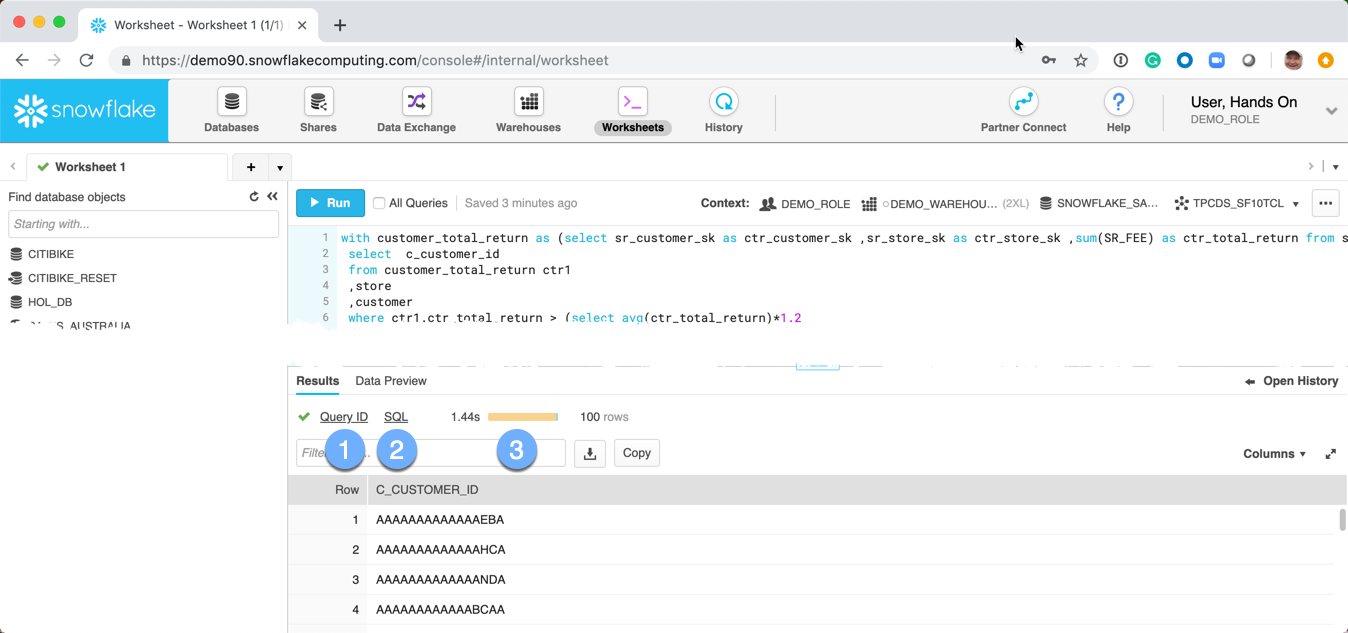 Worksheet - Worksheet 1 (1/1)
https://demo90.snowflakecomputing.com/console#/internal/worksheet
snowflake
Databases
Shares
Data Exchange
Warehouses
Worksheets
History
Partner Connect
Help
User, Hands On
DEMO_ROLE
Worksheet 1
Find database objects
Starting with...
CITIBIKE
CITIBIKE_RESET
HOL_DB
Run
All Queries
Saved 3 minutes ago
Context:
DEMO_ROLE
DEMO_WAREHOU... (2XL)
SNOWFLAKE_SA...
TPCDS_SF10TCL
1 with customer_total_return as (select sr_customer_sk as ctr_customer_sk ,sr_store_sk as ctr_store_sk ,sum(SR_FEE) as ctr_total_return from s
2 select c_customer_id
3 from customer_total_return ctr1
4 ,store
5 ,customer
6 where ctr1.ctr_total_return > (select avg(ctr_total_return)*1.2
Results
Data Preview
Open History
Query ID
SQL
1.44s
100 rows
1
2
3
Copy
Columns
Row C_CUSTOMER_ID
1 AAAAAAAAAAAAAEBA
2 AAAAAAAAAAAAAHCA
3 AAAAAAAAAAAAANDA
4 AAAAAAAAAAAABCAA